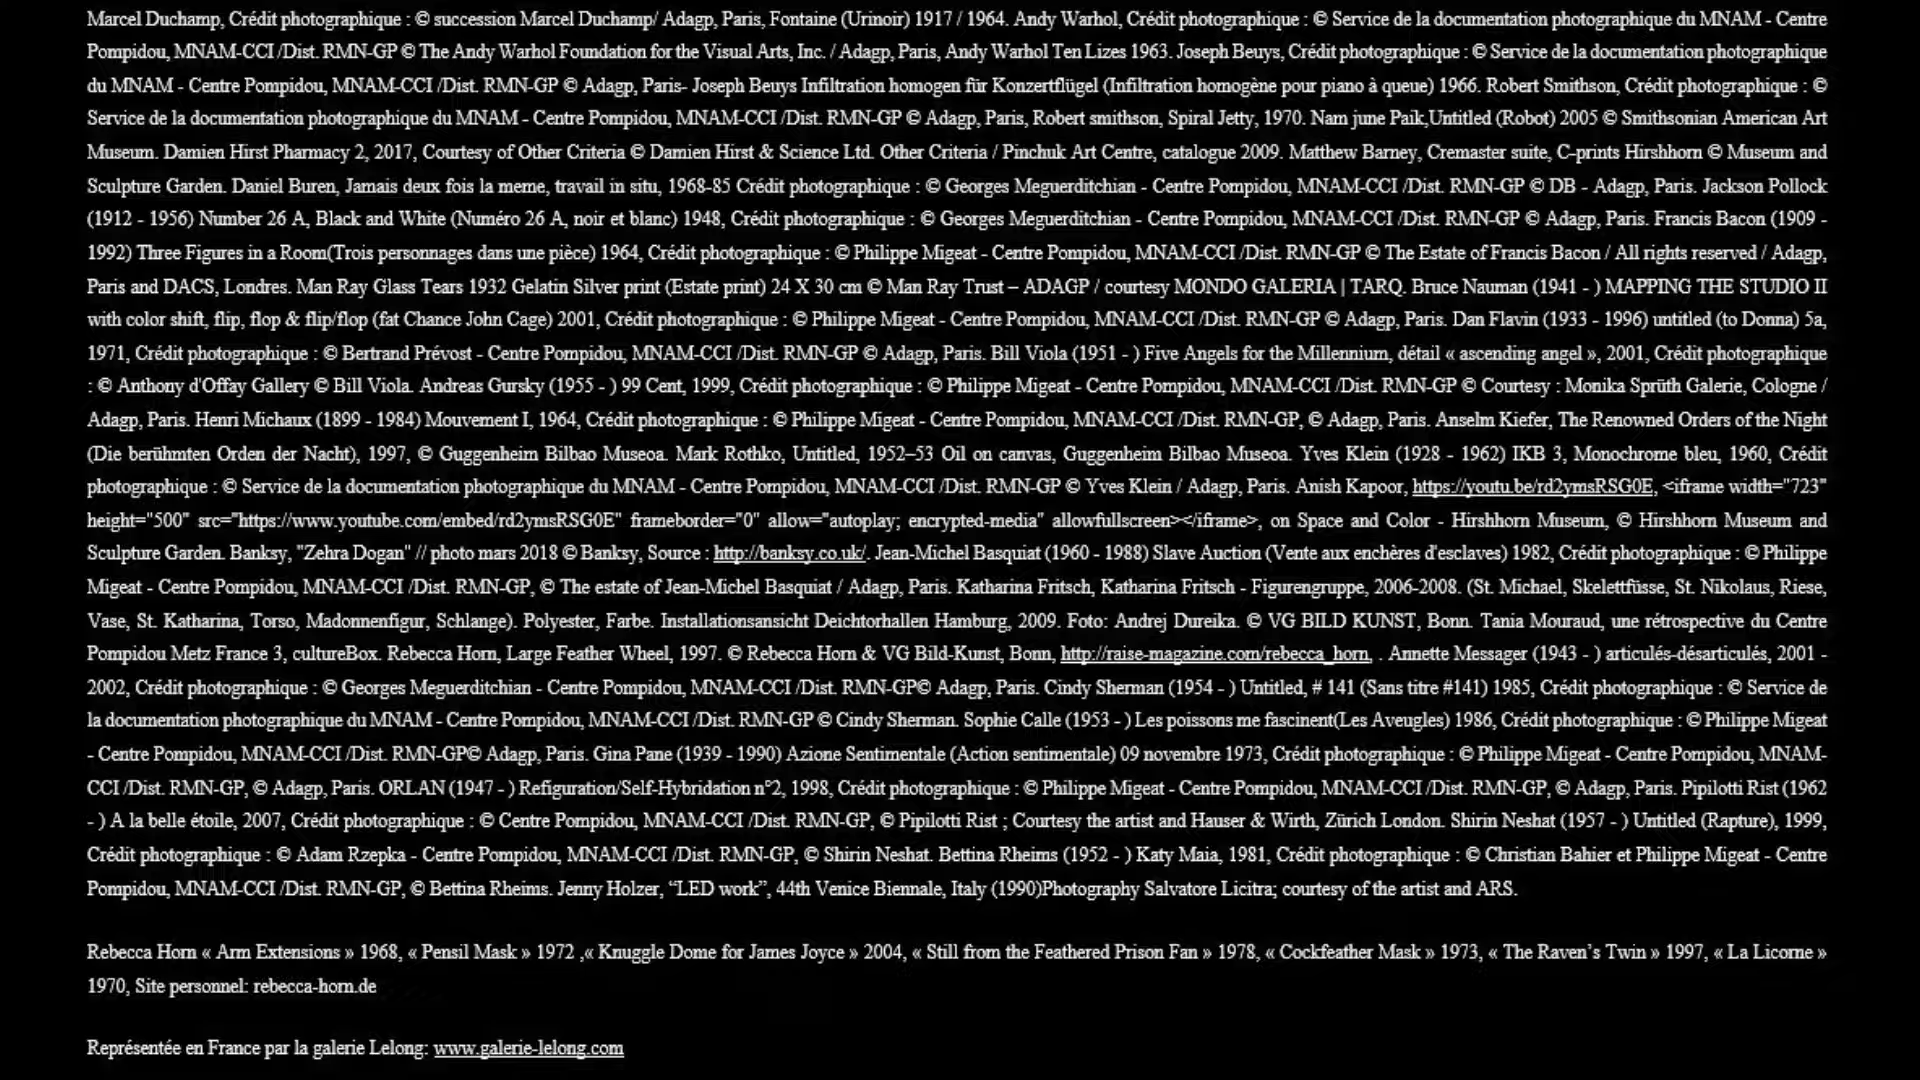 Marcel Duchamp, Crédit photographique : © succession Marcel Duchamp/ Adagp, Paris, Fontaine (Urinoir) 1917 / 1964. Andy Warhol, Crédit photographique : © Service de la documentation photographique du MNAM - Centre
Pompidou, MNAM-CCI /Dist. RMN-GP © The Andy Warhol Foundation for the Visual Arts, Inc. / Adagp, Paris, Andy Warhol Ten Lizes 1963. Joseph Beuys, Crédit photographique : © Service de la documentation photographique
du MNAM - Centre Pompidou, MNAM-CCI /Dist. RMN-GP © Adagp, Paris- Joseph Beuys Infiltration homogen für Konzertflügel (Infiltration homogène pour piano à queue) 1966. Robert Smithson, Crédit photographique : ©
Service de la documentation photographique du MNAM - Centre Pompidou, MNAM-CCI /Dist. RMN-GP © Adagp, Paris, Robert smithson, Spiral Jetty, 1970. Nam june Paik,Untitled (Robot) 2005 © Smithsonian American Art
Museum. Damien Hirst Pharmacy 2, 2017, Courtesy of Other Criteria © Damien Hirst & Science Ltd. Other Criteria / Pinchuk Art Centre, catalogue 2009. Matthew Barney, Cremaster suite, C-prints Hirshhorn © Museum and
Sculpture Garden. Daniel Buren, Jamais deux fois la meme, travail in situ, 1968-85 Crédit photographique : © Georges Meguerditchian - Centre Pompidou, MNAM-CCI /Dist. RMN-GP © DB - Adagp, Paris. Jackson Pollock
(1912 - 1956) Number 26 A, Black and White (Numéro 26 A, noir et blanc) 1948, Crédit photographique : © Georges Meguerditchian - Centre Pompidou, MNAM-CCI /Dist. RMN-GP © Adagp, Paris. Francis Bacon (1909 -
1992) Three Figures in a Room(Trois personnages dans une pièce) 1964, Crédit photographique : © Philippe Migeat - Centre Pompidou, MNAM-CCI /Dist. RMN-GP © The Estate of Francis Bacon / All rights reserved / Adagp,
Paris and DACS, Londres. Man Ray Glass Tears 1932 Gelatin Silver print (Estate print) 24 X 30 cm © Man Ray Trust – ADAGP / courtesy MONDO GALERIA | TARQ. Bruce Nauman (1941 - ) MAPPING THE STUDIO II
with color shift, flip, flop & flip/flop (fat Chance John Cage) 2001, Crédit photographique : © Philippe Migeat - Centre Pompidou, MNAM-CCI /Dist. RMN-GP © Adagp, Paris. Dan Flavin (1933 - 1996) untitled (to Donna) 5a,
1971, Crédit photographique : © Bertrand Prévost - Centre Pompidou, MNAM-CCI /Dist. RMN-GP © Adagp, Paris. Bill Viola (1951 - ) Five Angels for the Millennium, détail « ascending angel », 2001, Crédit photographique
: © Anthony d'Offay Gallery © Bill Viola. Andreas Gursky (1955 - ) 99 Cent, 1999, Crédit photographique : © Philippe Migeat - Centre Pompidou, MNAM-CCI /Dist. RMN-GP © Courtesy : Monika Sprüth Galerie, Cologne /
Adagp, Paris. Henri Michaux (1899 - 1984) Mouvement I, 1964, Crédit photographique : © Philippe Migeat - Centre Pompidou, MNAM-CCI /Dist. RMN-GP, © Adagp, Paris. Anselm Kiefer, The Renowned Orders of the Night
(Die berühmten Orden der Nacht), 1997, © Guggenheim Bilbao Museoa. Mark Rothko, Untitled, 1952–53 Oil on canvas, Guggenheim Bilbao Museoa. Yves Klein (1928 - 1962) IKB 3, Monochrome bleu, 1960, Crédit
photographique : © Service de la documentation photographique du MNAM - Centre Pompidou, MNAM-CCI /Dist. RMN-GP © Yves Klein / Adagp, Paris. Anish Kapoor, https://youtu.be/rd2ymsRSG0E, <iframe width="723"
height="500" src="https://www.youtube.com/embed/rd2ymsRSG0E" frameborder="0" allow="autoplay; encrypted-media" allowfullscreen></iframe>, on Space and Color - Hirshhorn Museum, © Hirshhorn Museum and
Sculpture Garden. Banksy, "Zehra Dogan" // photo mars 2018 © Banksy, Source : http://banksy.co.uk/. Jean-Michel Basquiat (1960 - 1988) Slave Auction (Vente aux enchères d'esclaves) 1982, Crédit photographique : © Philippe
Migeat - Centre Pompidou, MNAM-CCI /Dist. RMN-GP, © The estate of Jean-Michel Basquiat / Adagp, Paris. Katharina Fritsch, Katharina Fritsch - Figurengruppe, 2006-2008. (St. Michael, Skelettfüsse, St. Nikolaus, Riese,
Vase, St. Katharina, Torso, Madonnenfigur, Schlange). Polyester, Farbe. Installationsansicht Deichtorhallen Hamburg, 2009. Foto: Andrej Dureika. © VG BILD KUNST, Bonn. Tania Mouraud, une rétrospective du Centre
Pompidou Metz France 3, cultureBox. Rebecca Horn, Large Feather Wheel, 1997. © Rebecca Horn & VG Bild-Kunst, Bonn, http://raise-magazine.com/rebecca_horn, . Annette Messager (1943 - ) articulés-désarticulés, 2001 -
2002, Crédit photographique : © Georges Meguerditchian - Centre Pompidou, MNAM-CCI /Dist. RMN-GP© Adagp, Paris. Cindy Sherman (1954 - ) Untitled, # 141 (Sans titre #141) 1985, Crédit photographique : © Service de
la documentation photographique du MNAM - Centre Pompidou, MNAM-CCI /Dist. RMN-GP © Cindy Sherman. Sophie Calle (1953 - ) Les poissons me fascinent(Les Aveugles) 1986, Crédit photographique : © Philippe Migeat
- Centre Pompidou, MNAM-CCI /Dist. RMN-GP© Adagp, Paris. Gina Pane (1939 - 1990) Azione Sentimentale (Action sentimentale) 09 novembre 1973, Crédit photographique : © Philippe Migeat - Centre Pompidou, MNAM-
CCI /Dist. RMN-GP, © Adagp, Paris. ORLAN (1947 - ) Refiguration/Self-Hybridation n°2, 1998, Crédit photographique : © Philippe Migeat - Centre Pompidou, MNAM-CCI /Dist. RMN-GP, © Adagp, Paris. Pipilotti Rist (1962
- ) A la belle étoile, 2007, Crédit photographique : © Centre Pompidou, MNAM-CCI /Dist. RMN-GP, © Pipilotti Rist ; Courtesy the artist and Hauser & Wirth, Zürich London. Shirin Neshat (1957 - ) Untitled (Rapture), 1999,
Crédit photographique : © Adam Rzepka - Centre Pompidou, MNAM-CCI /Dist. RMN-GP, © Shirin Neshat. Bettina Rheims (1952 - ) Katy Maia, 1981, Crédit photographique : © Christian Bahier et Philippe Migeat - Centre
Pompidou, MNAM-CCI /Dist. RMN-GP, © Bettina Rheims. Jenny Holzer, “LED work”, 44th Venice Biennale, Italy (1990)Photography Salvatore Licitra; courtesy of the artist and ARS.
Rebecca Horn « Arm Extensions » 1968, « Pensil Mask » 1972 ,« Knuggle Dome for James Joyce » 2004, « Still from the Feathered Prison Fan » 1978, « Cockfeather Mask » 1973, « The Raven’s Twin » 1997, « La Licorne »
1970, Site personnel: rebecca-horn.de
Représentée en France par la galerie Lelong: www.galerie-lelong.com